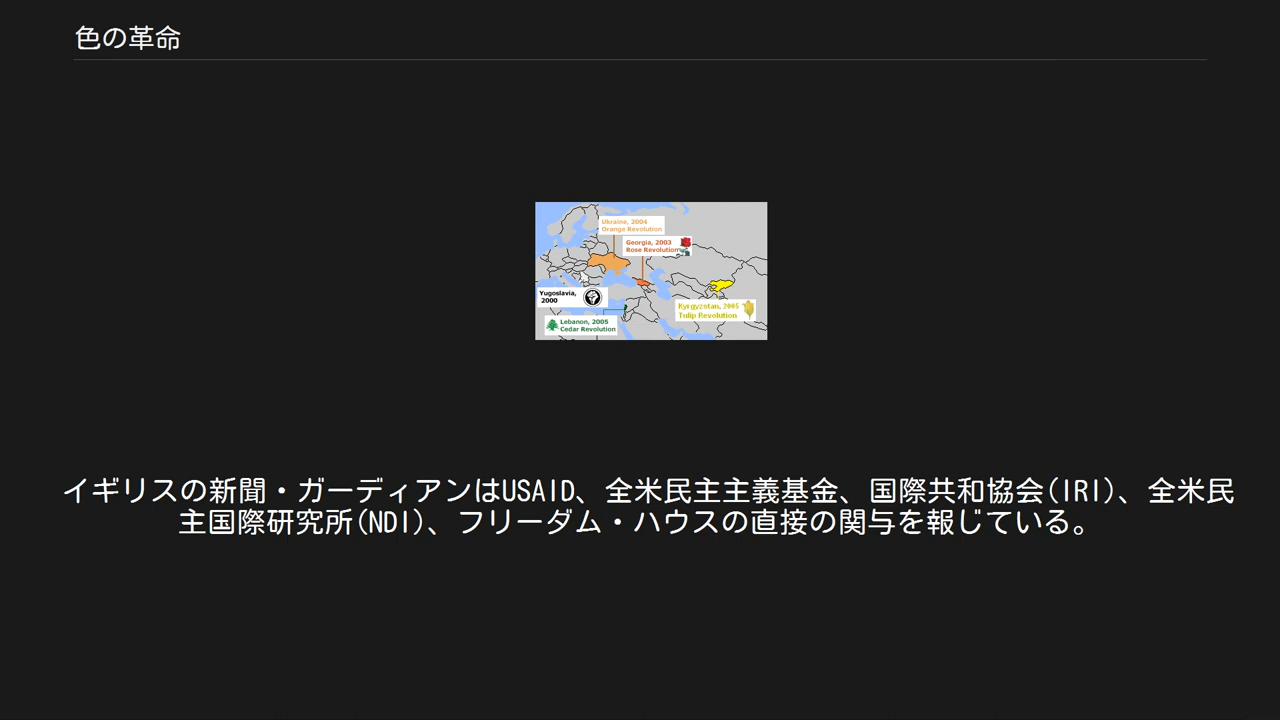 色の革命
Ukraine, 2004
Orange Revolution
Georgia, 2003
Rose Revolution
Yugoslavia,
2000
Kyrgyzstan, 2005
Tulip Revolution
Lebanon, 2005
Cedar Revolution
イギリスの新聞・ガーディアンはUSAID、全米民主主義基金、国際共和協会(IRI)、全米民
主国際研究所(NDI)、フリーダム・ハウスの直接の関与を報じている。